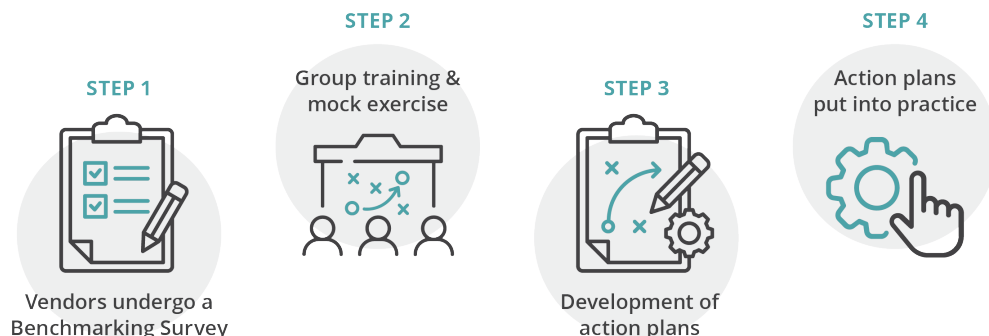 STEP 1
Vendors undergo a
Benchmarking Survey
STEP 2
Group training &
mock exercise
STEP 3
Development of
action plans
STEP 4
Action plans
put into practice